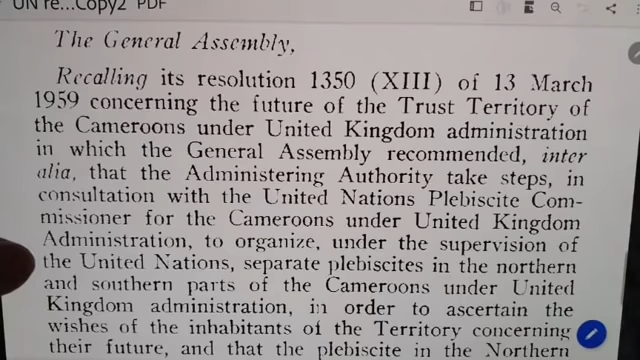 UN re...Copy2 PDF
The General Assembly,
Recalling its resolution 1350 (XIII) of 13 March
1959 concerning the future of the Trust Territory of
the Cameroons under United Kingdom administration
in which the General Assembly recommended, inter
alia, that the Administering Authority take steps, in
consultation with the United Nations Plebiscite Com-
missioner for the Cameroons under United Kingdom
Administration, to organize, under the supervision of
the United Nations, separate plebiscites in the northern
and southern parts of the Cameroons under United
Kingdom administration, in order to ascertain the
wishes of the inhabitants of the Territory concerning
their future, and that the plebiscite in the Northern